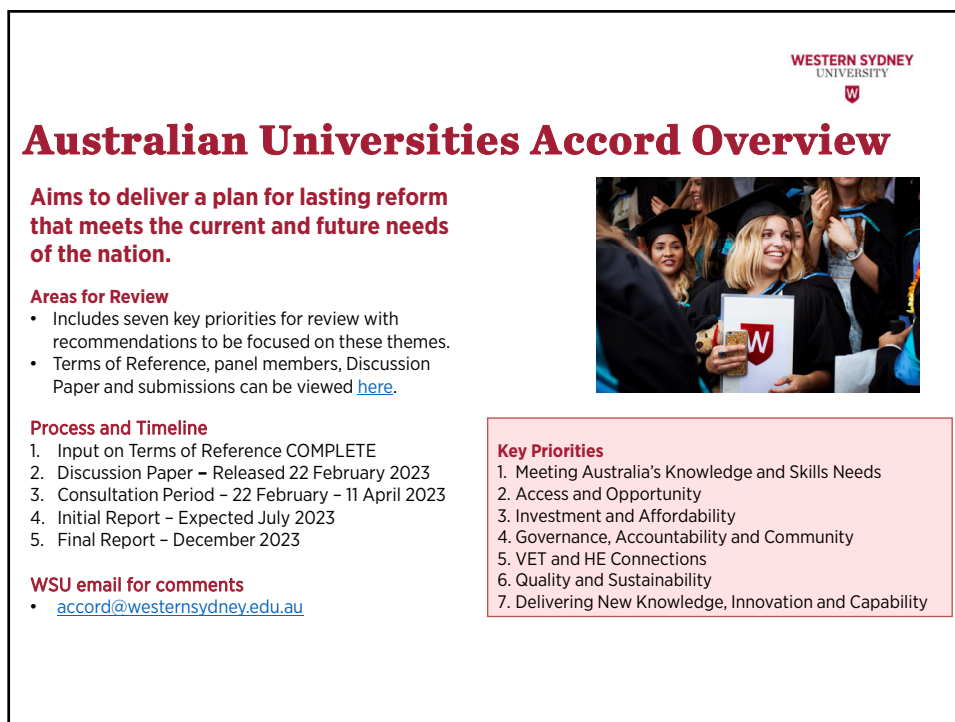 WESTERN SYDNEY
UNIVERSITY
W
Australian Universities Accord Overview
Aims to deliver a plan for lasting reform
that meets the current and future needs
of the nation.
Areas for Review
• Includes seven key priorities for review with
recommendations to be focused on these themes.
• Terms of Reference, panel members, Discussion
Paper and submissions can be viewed here.
W
Process and Timeline
1. Input on Terms of Reference COMPLETE
2. Discussion Paper – Released 22 February 2023
3. Consultation Period – 22 February – 11 April 2023
4. Initial Report – Expected July 2023
5. Final Report – December 2023
WSU email for comments
• accord@westernsydney.edu.au
Key Priorities
1. Meeting Australia’s Knowledge and Skills Needs
2. Access and Opportunity
3. Investment and Affordability
4. Governance, Accountability and Community
5. VET and HE Connections
6. Quality and Sustainability
7. Delivering New Knowledge, Innovation and Capability